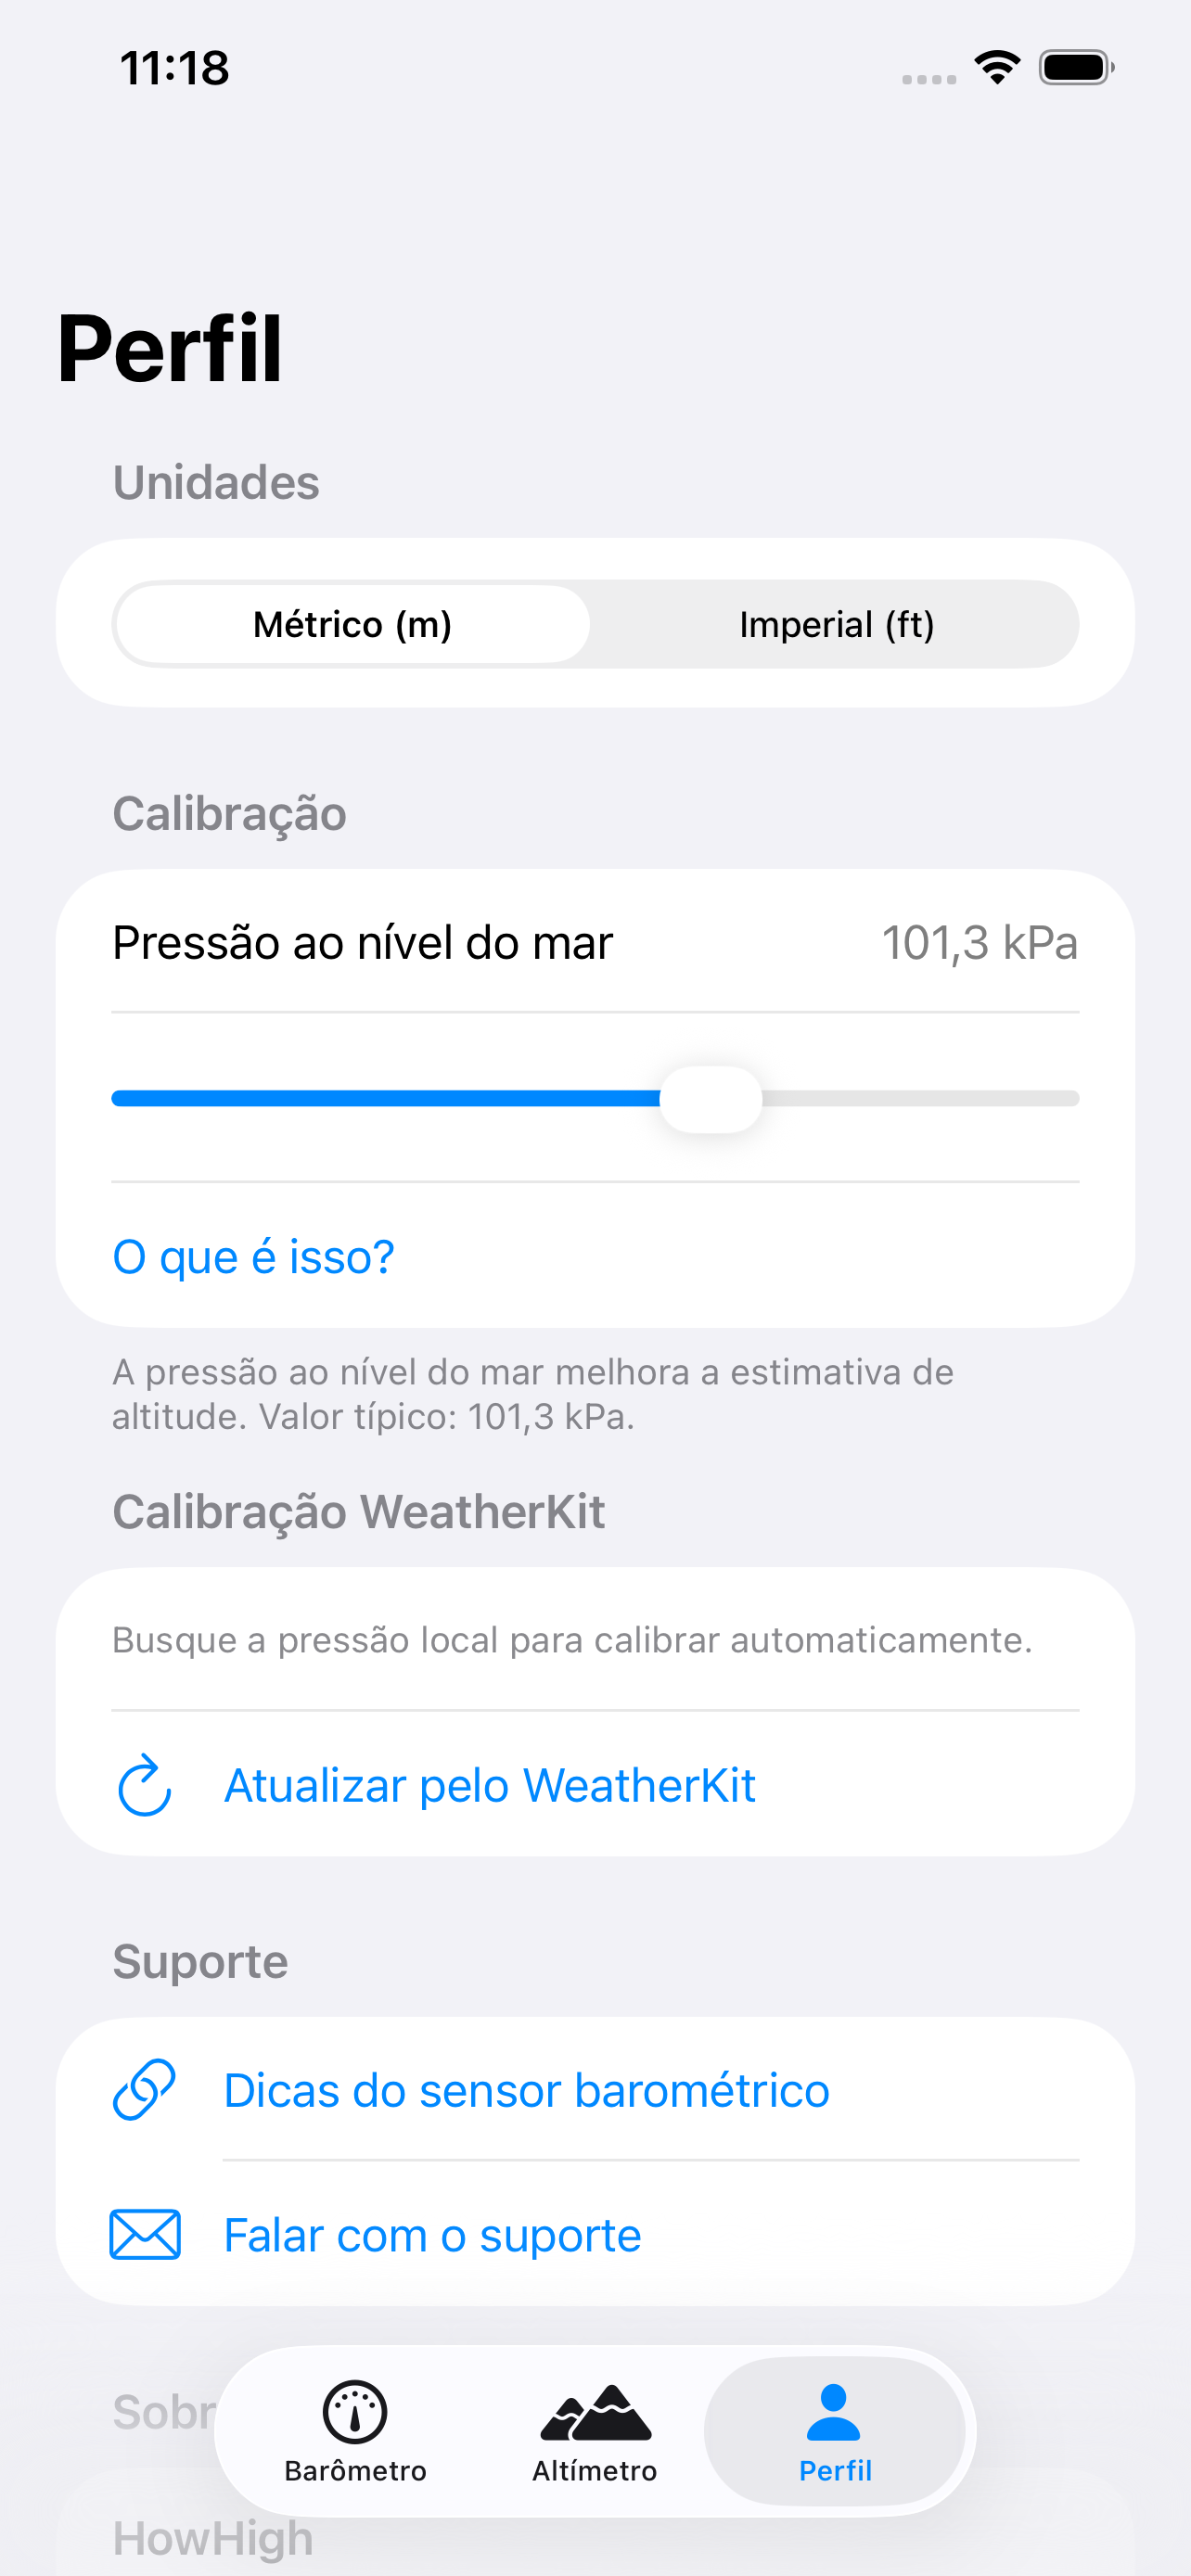 11:18
Perfil
Unidades
Métrico (m)
Imperial (ft)
Calibração
Pressão ao nível do mar
101,3 kPa
O que é isso?
A pressão ao nível do mar melhora a estimativa de
altitude. Valor típico: 101,3 kPa.
Calibração WeatherKit
Busque a pressão local para calibrar automaticamente.
Atualizar pelo WeatherKit
Suporte
Dicas do sensor barométrico
Falar com o suporte
Sobr
Barômetro
Altímetro
Perfil
HowHigh